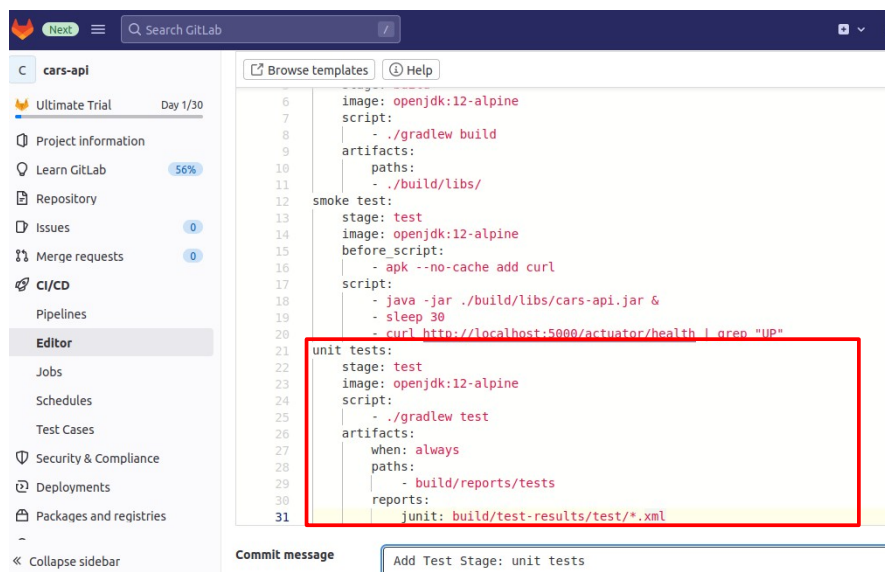 Next
Search GitLab
/
C cars-api
Ultimate Trial Day 1/30
Project information
Learn GitLab 56%
Repository
Issues 0
Merge requests 0
CI/CD
Pipelines
Editor
Jobs
Schedules
Test Cases
Security & Compliance
Deployments
Packages and registries
« Collapse sidebar
Browse templates
Help
6 image: openjdk:12-alpine
7 script:
8 - ./gradlew build
9 artifacts:
10 paths:
11 - ./build/libs/
12 smoke test:
13 stage: test
14 image: openjdk:12-alpine
15 before_script:
16 - apk --no-cache add curl
17 script:
18 - java -jar ./build/libs/cars-api.jar &
19 - sleep 30
20 - curl http://localhost:5000/actuator/health | grep "UP"
21 unit tests:
22 stage: test
23 image: openjdk:12-alpine
24 script:
25 - ./gradlew test
26 artifacts:
27 when: always
28 paths:
29 - build/reports/tests
30 reports:
31 junit: build/test-results/test/*.xml
Commit message
Add Test Stage: unit tests